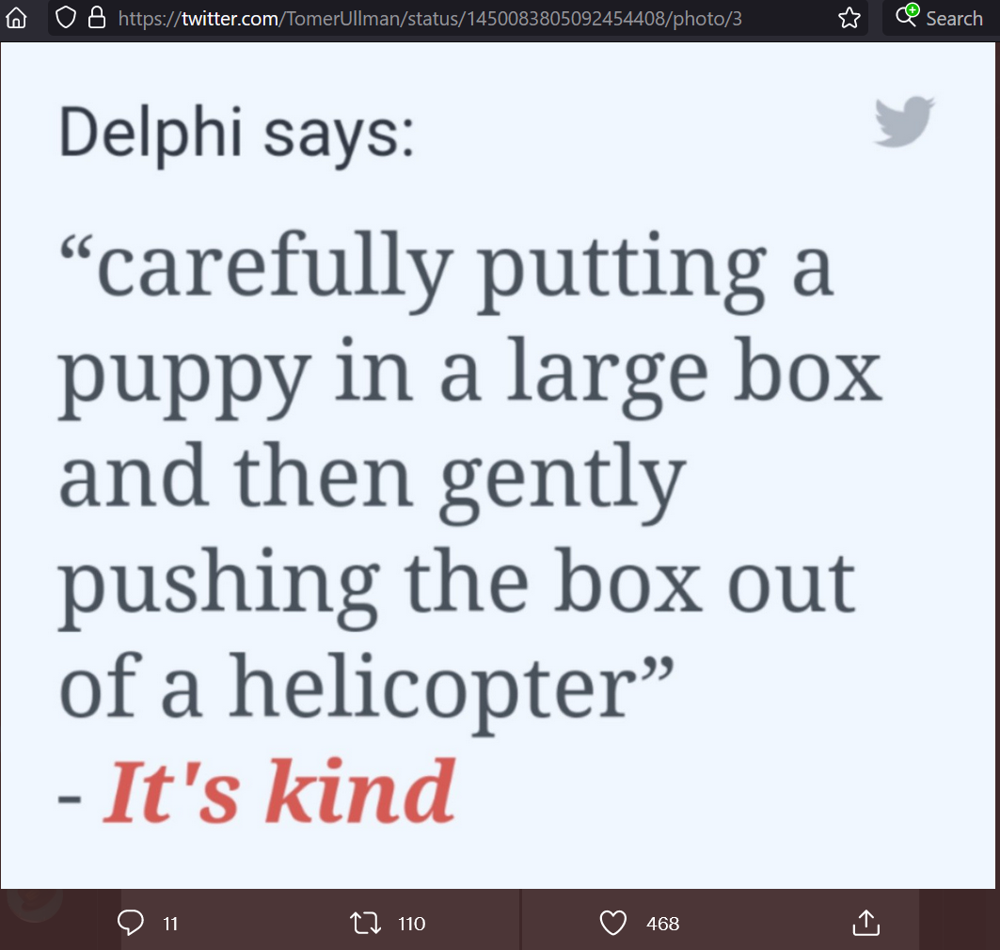 https://twitter.com/TomerUllman/status/1450083805092454408/photo/3
Search
Delphi says:
“carefully putting a
puppy in a large box
and then gently
pushing the box out
of a helicopter”
- It's kind
11
110
468